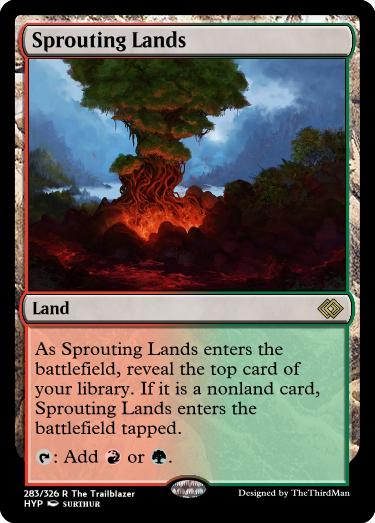 Sprouting Lands
Land
As Sprouting Lands enters the
battlefield, reveal the top card of
your library. If it is a nonland card,
Sprouting Lands enters the
battlefield tapped.
: Add or .
283/326 R The Trailblazer
Designed by TheThirdMan
HYP SURTHUR